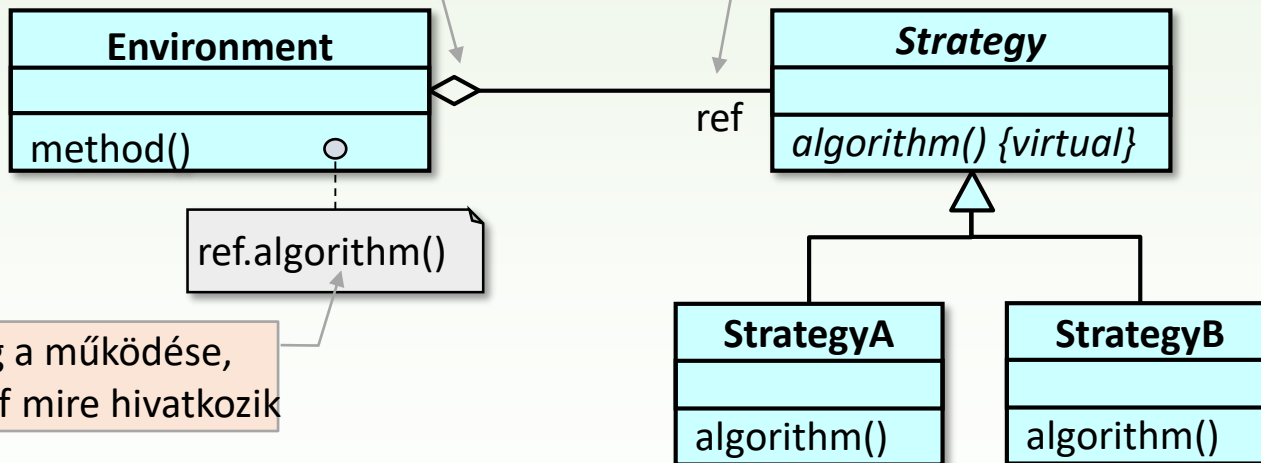 Environment
method()
ref.algorithm()
ref
Strategy
algorithm() {virtual}
StrategyA
algorithm()
StrategyB
algorithm()
a működése,
mire hivatkozik